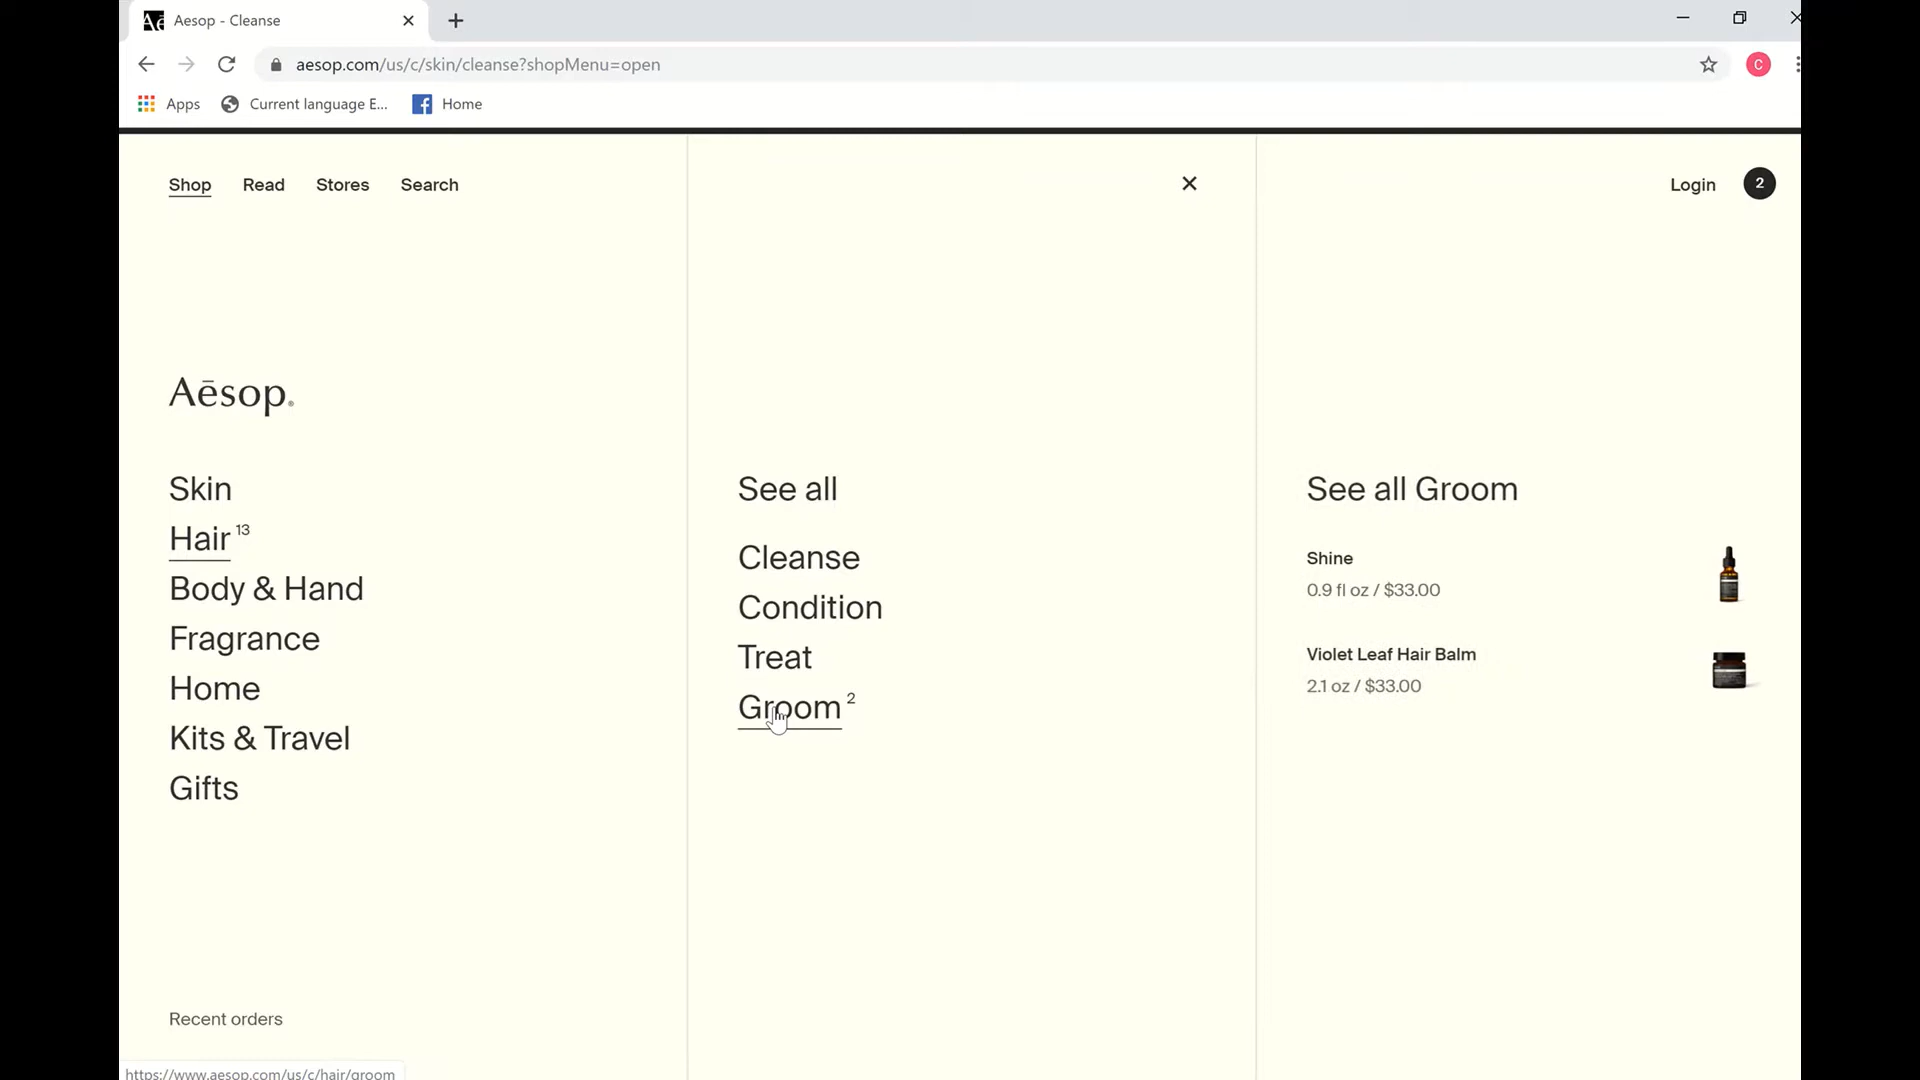 Aesop - Cleanse
aesop.com/us/c/skin/cleanse?shopMenu=open
C
Apps
Current language E...
Home
Shop
Read
Stores
Search
Login
2
Aēsop.
Skin
Hair 13
Body & Hand
Fragrance
Home
Kits & Travel
Gifts
Recent orders
See all
Cleanse
Condition
Treat
Groom 2
See all Groom
Shine
0.9 fl oz / $33.00
Violet Leaf Hair Balm
2.1 oz / $33.00
https://www.aesop.com/us/c/hair/groom